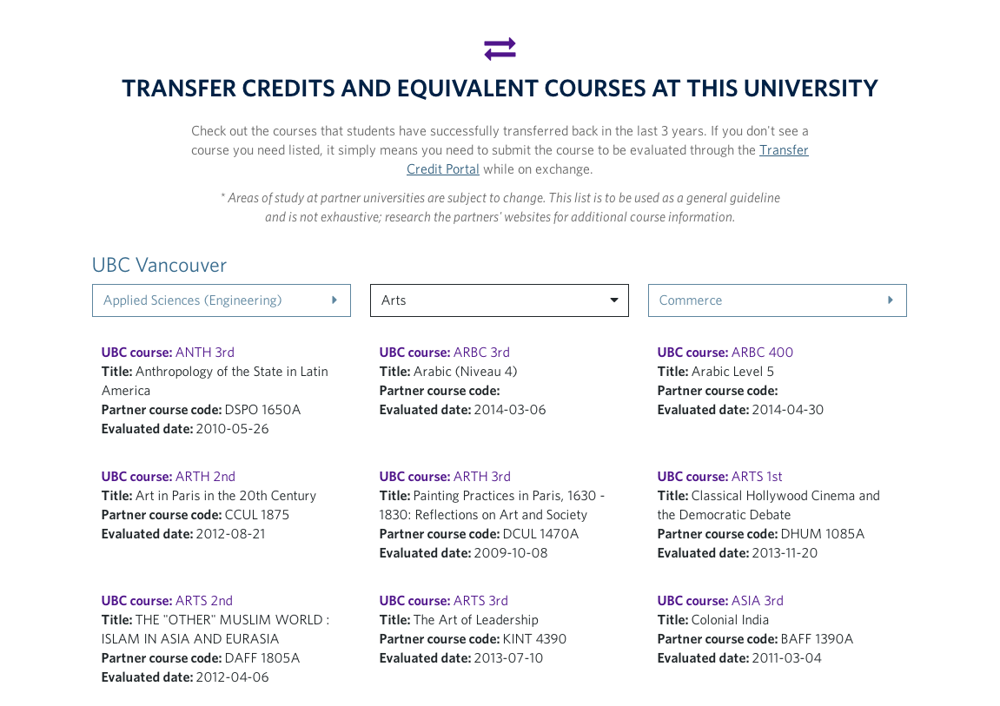 TRANSFER CREDITS AND EQUIVALENT COURSES AT THIS UNIVERSITY
Check out the courses that students have successfully transferred back in the last 3 years. If you don't see a
course you need listed, it simply means you need to submit the course to be evaluated through the Transfer
Credit Portal while on exchange.
* Areas of study at partner universities are subject to change. This list is to be used as a general guideline
and is not exhaustive; research the partners' websites for additional course information.
UBC Vancouver
Applied Sciences (Engineering)
Arts
Commerce
UBC course: ANTH 3rd
Title: Anthropology of the State in Latin
America
Partner course code: DSPO 1650A
Evaluated date: 2010-05-26
UBC course: ARBC 3rd
Title: Arabic (Niveau 4)
Partner course code:
Evaluated date: 2014-03-06
UBC course: ARBC 400
Title: Arabic Level 5
Partner course code:
Evaluated date: 2014-04-30
UBC course: ARTH 2nd
Title: Art in Paris in the 20th Century
Partner course code: CCUL 1875
Evaluated date: 2012-08-21
UBC course: ARTH 3rd
Title: Painting Practices in Paris, 1630 -
1830: Reflections on Art and Society
Partner course code: DCUL 1470A
Evaluated date: 2009-10-08
UBC course: ARTS 1st
Title: Classical Hollywood Cinema and
the Democratic Debate
Partner course code: DHUM 1085A
Evaluated date: 2013-11-20
UBC course: ARTS 2nd
Title: THE "OTHER" MUSLIM WORLD :
ISLAM IN ASIA AND EURASIA
Partner course code: DAFF 1805A
Evaluated date: 2012-04-06
UBC course: ARTS 3rd
Title: The Art of Leadership
Partner course code: KINT 4390
Evaluated date: 2013-07-10
UBC course: ASIA 3rd
Title: Colonial India
Partner course code: BAFF 1390A
Evaluated date: 2011-03-04